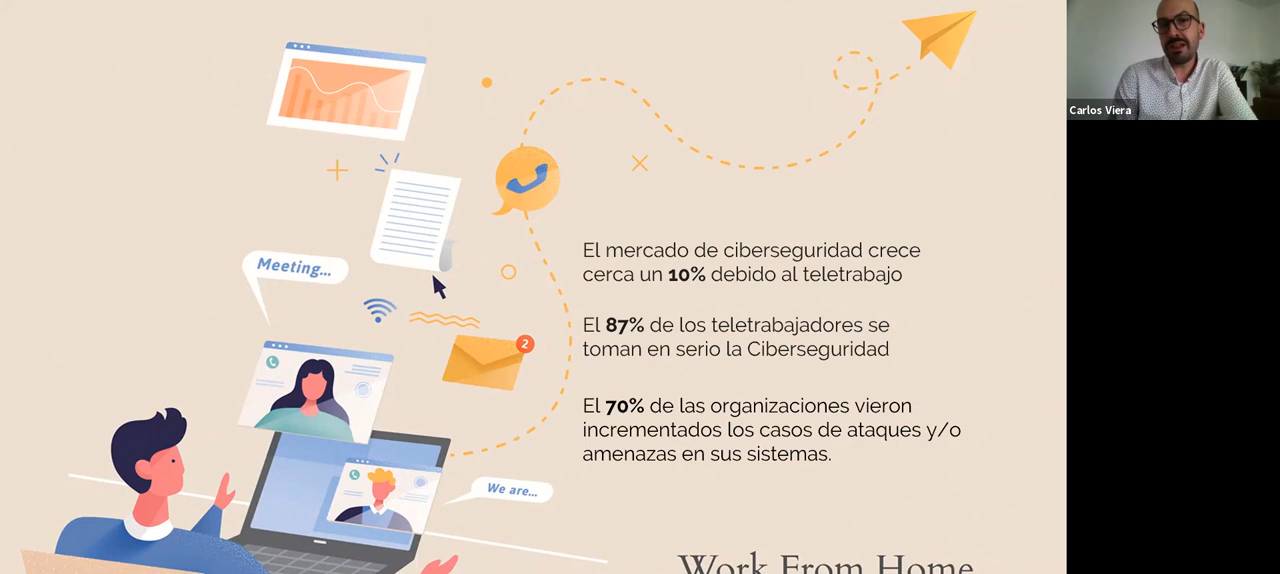 Carlos Viera
Meeting...
2
El mercado de ciberseguridad crece
cerca un 10% debido al teletrabajo
El 87% de los teletrabajadores se
toman en serio la Ciberseguridad
El 70% de las organizaciones vieron
incrementados los casos de ataques y/o
amenazas en sus sistemas.
We are...
Work From Home